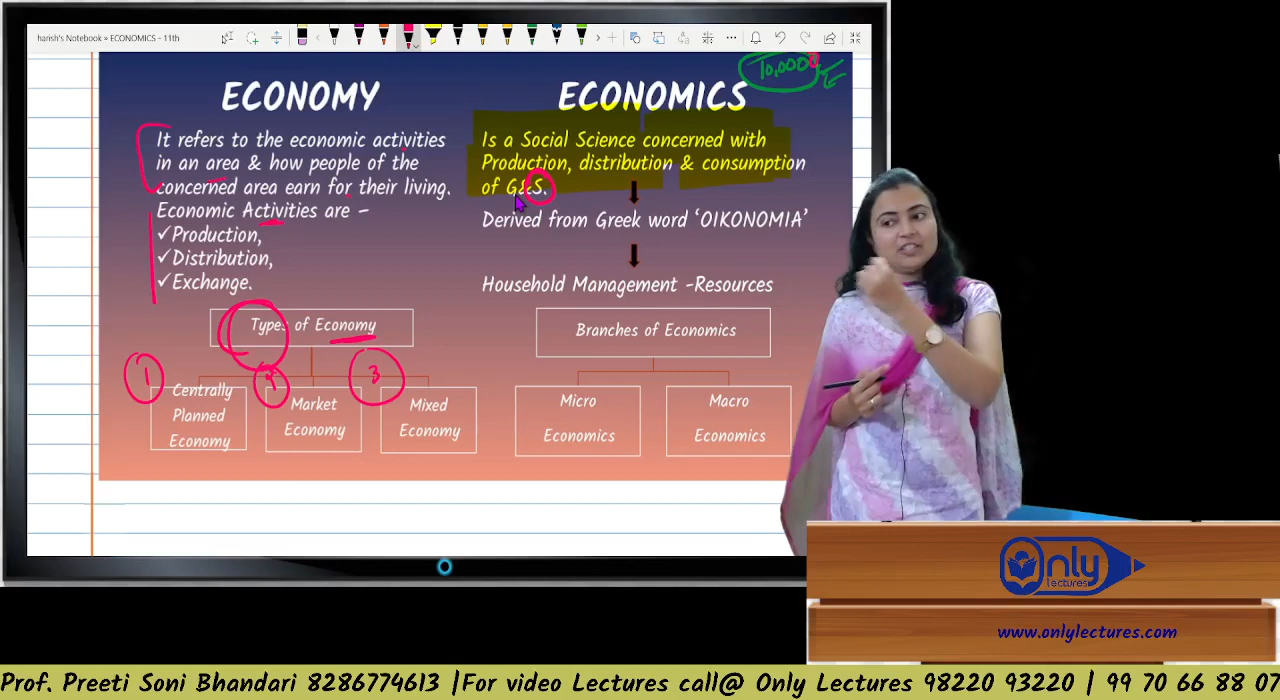 harish's Notebook » ECONOMICS - 11th
10,000
ECONOMY
It refers to the economic activities
in an area & how people of the
concerned area earn for their living.
Economic Activities are –
✓Production,
✓Distribution,
✓Exchange.
Types of Economy
1
2
3
Centrally
Planned
Economy
Market
Economy
Mixed
Economy
ECONOMICS
Is a Social Science concerned with
Production, distribution & consumption
of G&S.
Derived from Greek word ‘OIKONOMIA’
Household Management -Resources
Branches of Economics
Micro
Economics
Macro
Economics
Only
lectures
www.onlylectures.com
Prof. Preeti Soni Bhandari 8286774613 |For video Lectures call@ Only Lectures 98220 93220 | 99 70 66 88 07